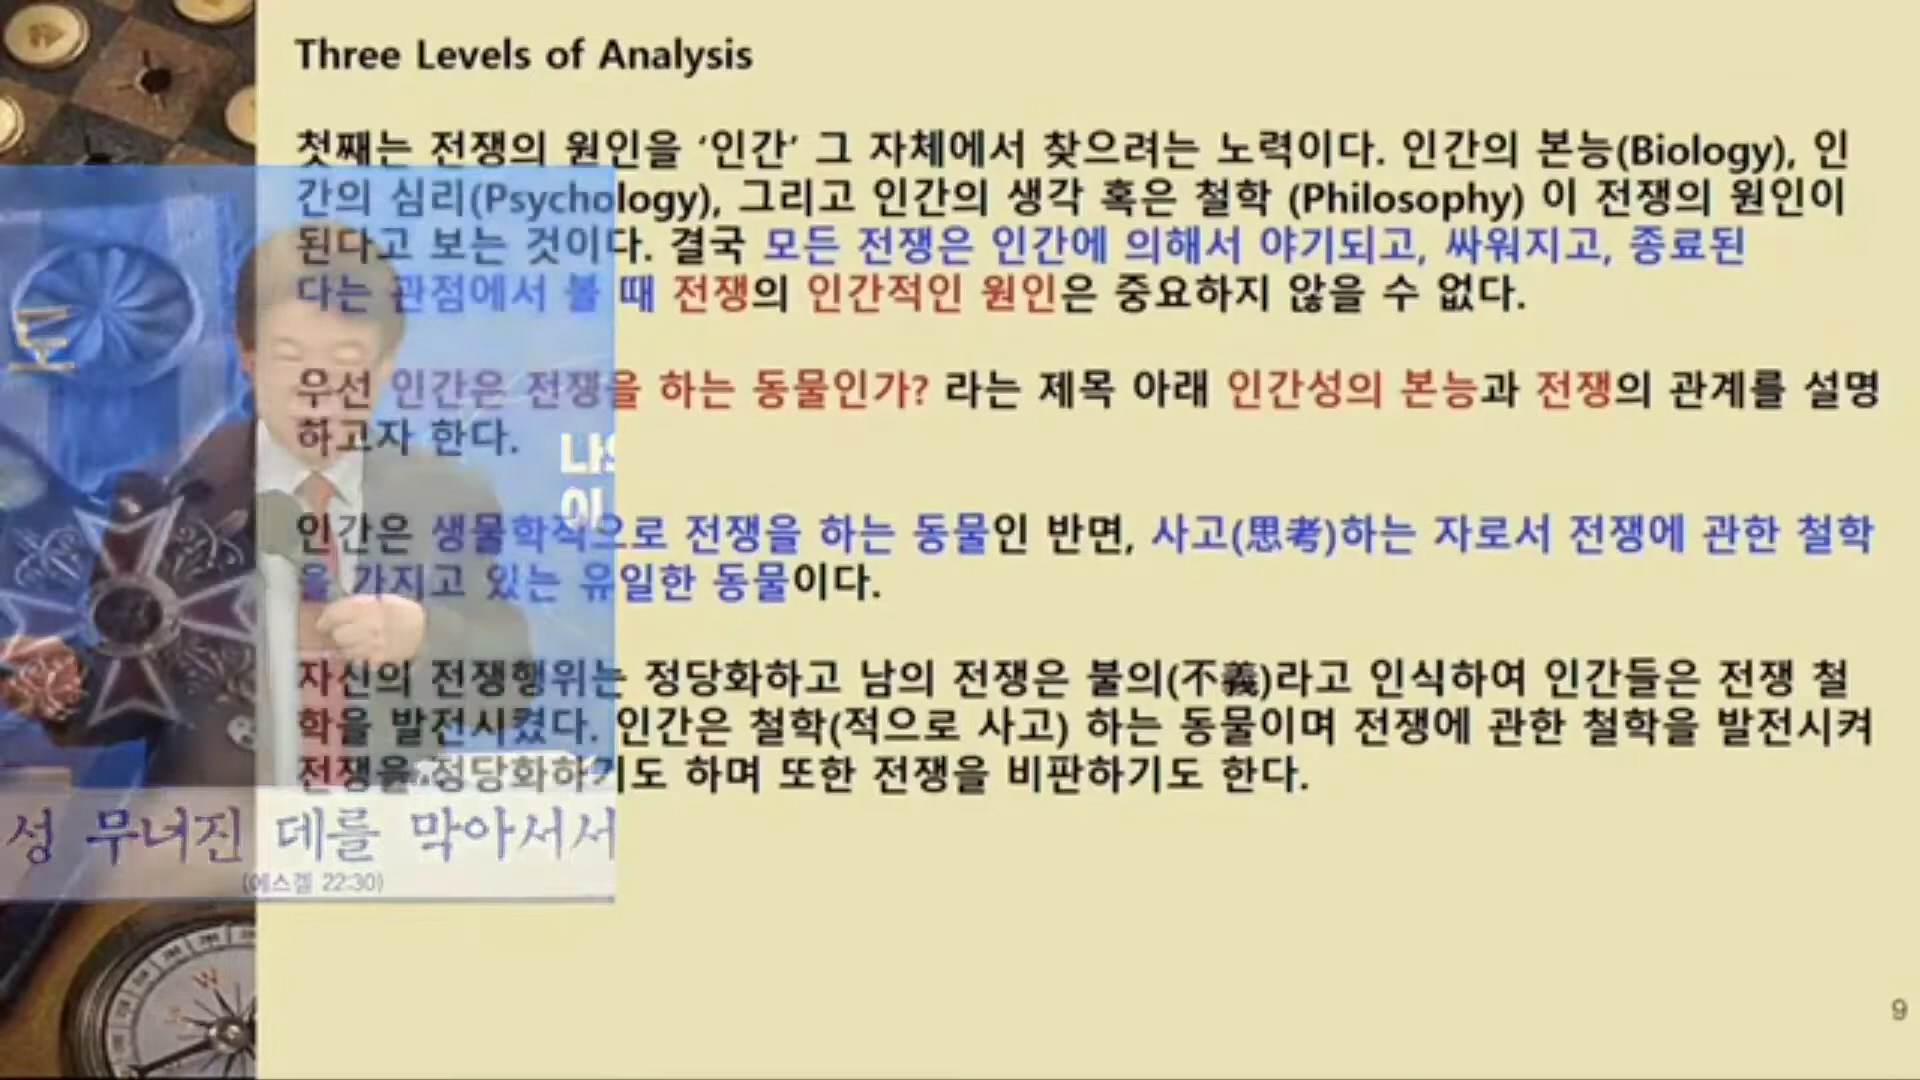 Three Levels of Analysis
첫째는 전쟁의 원인을 ‘인간’ 그 자체에서 찾으려는 노력이다. 인간의 본능(Biology), 인
간의 심리(Psychology), 그리고 인간의 생각 혹은 철학 (Philosophy) 이 전쟁의 원인이
된다고 보는 것이다. 결국 모든 전쟁은 인간에 의해서 야기되고, 싸워지고, 종료된
다는 관점에서 볼 때 전쟁의 인간적인 원인은 중요하지 않을 수 없다.
우선 인간은 전쟁을 하는 동물인가? 라는 제목 아래 인간성의 본능과 전쟁의 관계를 설명
하고자 한다.
인간은 생물학적으로 전쟁을 하는 동물인 반면, 사고(思考)하는 자로서 전쟁에 관한 철학
을 가지고 있는 유일한 동물이다.
자신의 전쟁행위는 정당화하고 남의 전쟁은 불의(不義)라고 인식하여 인간들은 전쟁 철
학을 발전시켰다. 인간은 철학(적으로 사고) 하는 동물이며 전쟁에 관한 철학을 발전시켜
전쟁을 정당화하기도 하며 또한 전쟁을 비판하기도 한다.
도
나의
이
성 무너진 데를 막아서서
(에스겔 22:30)
W
9